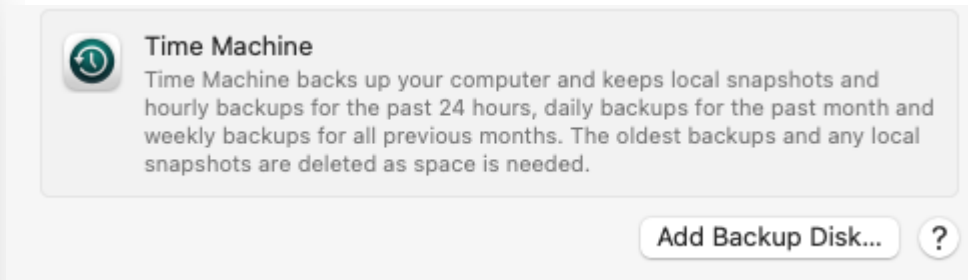 Time Machine
Time Machine backs up your computer and keeps local snapshots and
hourly backups for the past 24 hours, daily backups for the past month and
weekly backups for all previous months. The oldest backups and any local
snapshots are deleted as space is needed.
Add Backup Disk... ?